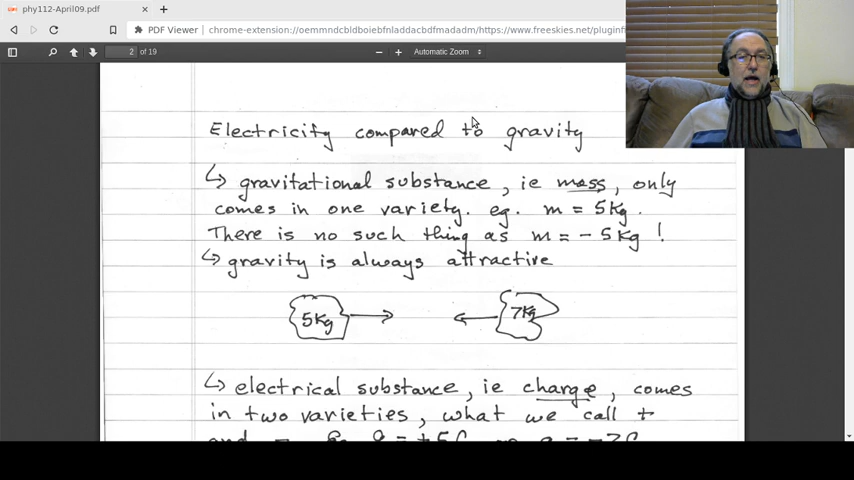 phy112-April09.pdf
PDF Viewer
chrome-extension://oemmndcbldboiebfnladdacbdfmadadm/https://www.freeskies.net/pluginfi
2 of 19
Automatic Zoom
Electricity compared to gravity
↳ gravitational substance, ie mass, only
comes in one variety. eg. m = 5Kg.
There is no such thing as m = - 5Kg !
↳ gravity is always attractive
5Kg
7Kg
↳ electrical substance, ie charge, comes
in two varieties, what we call +